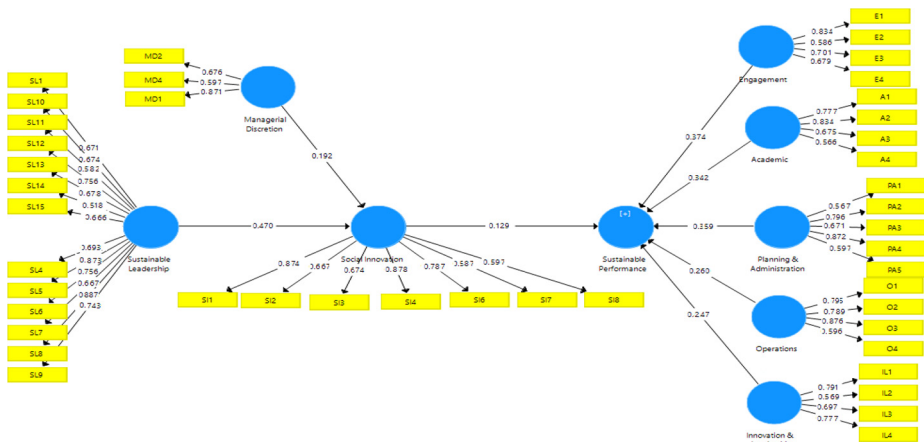 SL1
SL10
SL11
SL12
SL13
SL14
SL15
SL4
SL5
SL6
SL7
SL8
SL9
0.671
0.674
0.582
0.756
0.678
0.518
0.666
0.693
0.873
0.756
0.667
0.887
0.743
Sustainable
Leadership
MD2
MD4
MD1
0.676
0.597
0.871
Managerial
Discretion
0.192
0.470
Social Innovation
0.874
0.667
0.674
0.878
0.787
0.587
0.597
SI1
SI2
SI3
SI4
SI6
SI7
SI8
0.129
[+]
Sustainable
Performance
0.374
0.342
0.359
0.260
0.247
Engagement
0.834
0.586
0.701
0.679
E1
E2
E3
E4
Academic
0.777
0.834
0.675
0.566
A1
A2
A3
A4
Planning &
Administration
0.567
0.796
0.671
0.872
0.597
PA1
PA2
PA3
PA4
PA5
Operations
0.795
0.789
0.876
0.596
O1
O2
O3
O4
Innovation &
0.791
0.569
0.697
0.777
IL1
IL2
IL3
IL4